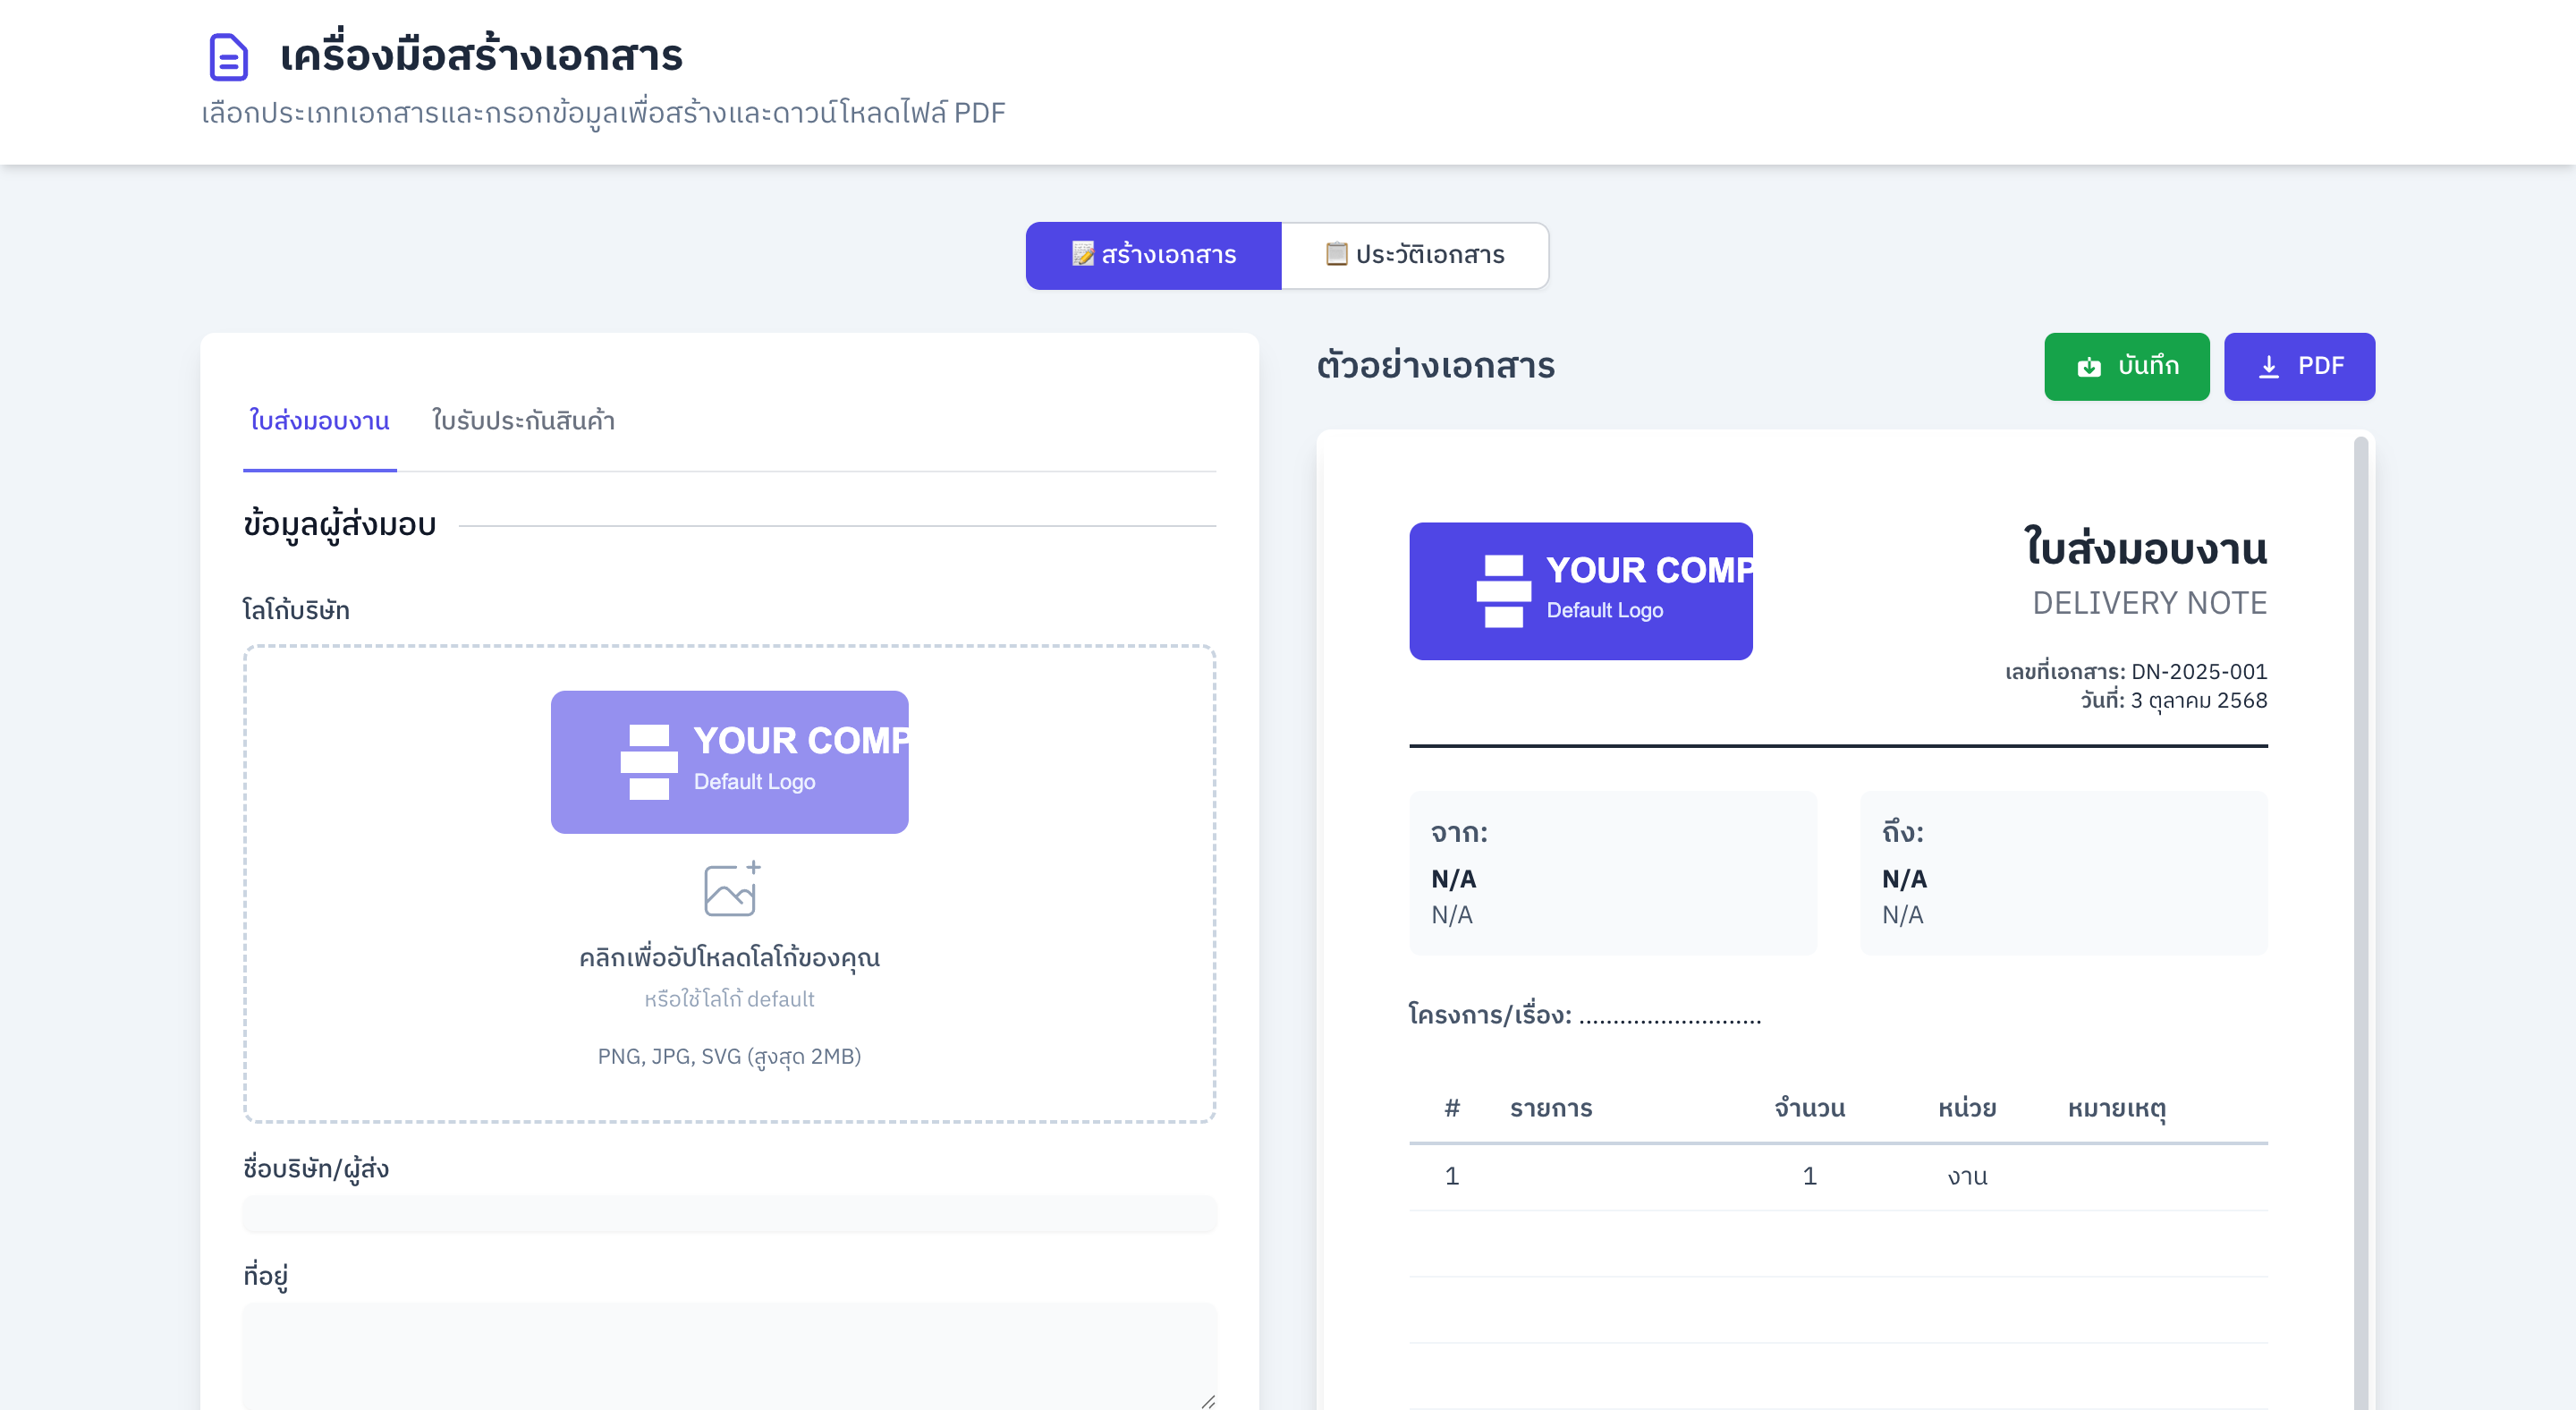 เครื่องมือสร้างเอกสาร
เลือกประเภทเอกสารและกรอกข้อมูลเพื่อสร้างและดาวน์โหลดไฟล์ PDF
สร้างเอกสาร
ประวัติเอกสาร
ใบส่งมอบงาน
ใบรับประกันสินค้า
ข้อมูลผู้ส่งมอบ
โลโก้บริษัท
YOUR COMP
Default Logo
คลิกเพื่ออัปโหลดโลโก้ของคุณ
หรือใช้โลโก้ default
PNG, JPG, SVG (สูงสุด 2MB)
ชื่อบริษัท/ผู้ส่ง
ที่อยู่
ตัวอย่างเอกสาร
บันทึก
PDF
YOUR COMP
Default Logo
ใบส่งมอบงาน
DELIVERY NOTE
เลขที่เอกสาร: DN-2025-001
วันที่: 3 ตุลาคม 2568
จาก:
N/A
N/A
ถึง:
N/A
N/A
โครงการ/เรื่อง: ...........................
# รายการ จำนวน หน่วย หมายเหตุ
1 1 งาน